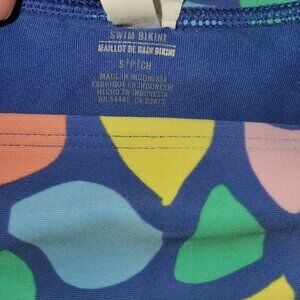 SWIM BIKINI
MAILLOT DE BAIN BIKINI
S|P|CH
MADE IN INDONESIA
FABRIQUÉ EN INDONÉSIE
HECHO EN INDONESIA